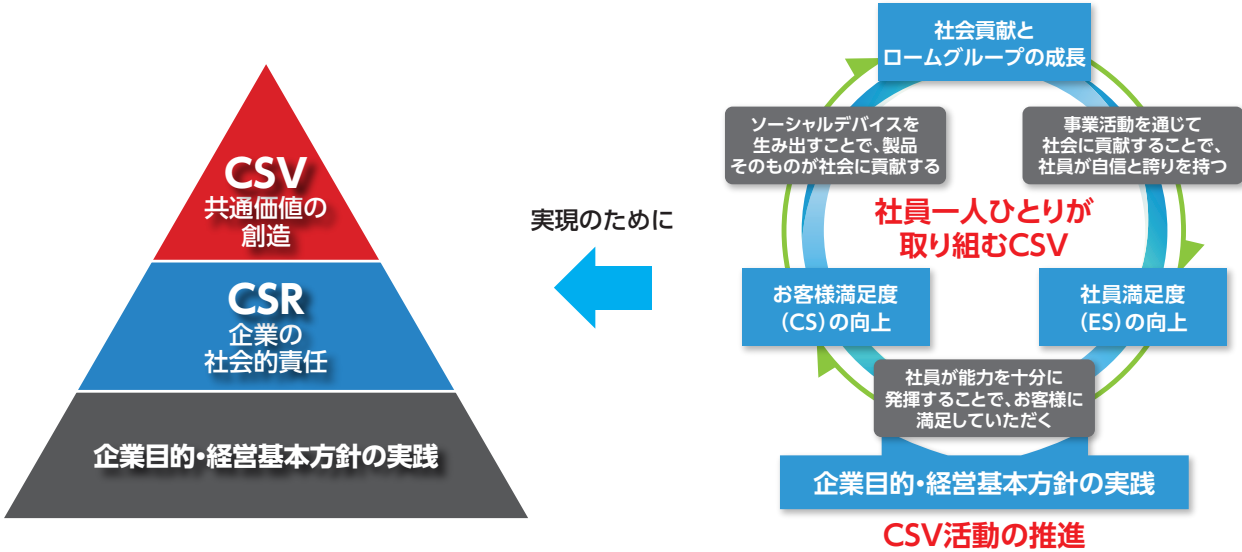 CSV
共通価値の
創造
CSR
企業の
社会的責任
企業目的・経営基本方針の実践
実現のために
社会貢献と
ロームグループの成長
ソーシャルデバイスを
生み出すことで、製品
そのものが社会に貢献する
事業活動を通じて
社会に貢献することで、
社員が自信と誇りを持つ
社員一人ひとりが
取り組むCSV
お客様満足度
(CS)の向上
社員満足度
(ES)の向上
社員が能力を十分に
発揮することで、お客様に
満足していただく
企業目的・経営基本方針の実践
CSV活動の推進